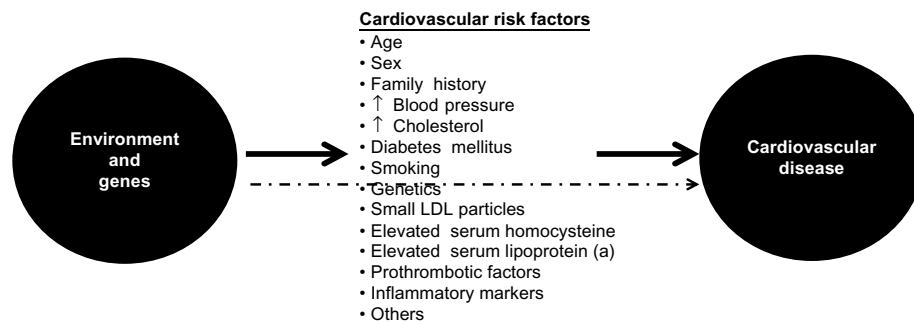 Cardiovascular risk factors
• Age
• Sex
• Family history
• ↑ Blood pressure
• ↑ Cholesterol
• Diabetes mellitus
• Smoking
• Genetics
• Small LDL particles
• Elevated serum homocysteine
• Elevated serum lipoprotein (a)
• Prothrombotic factors
• Inflammatory markers
• Others
Environment
and
genes
Cardiovascular
disease